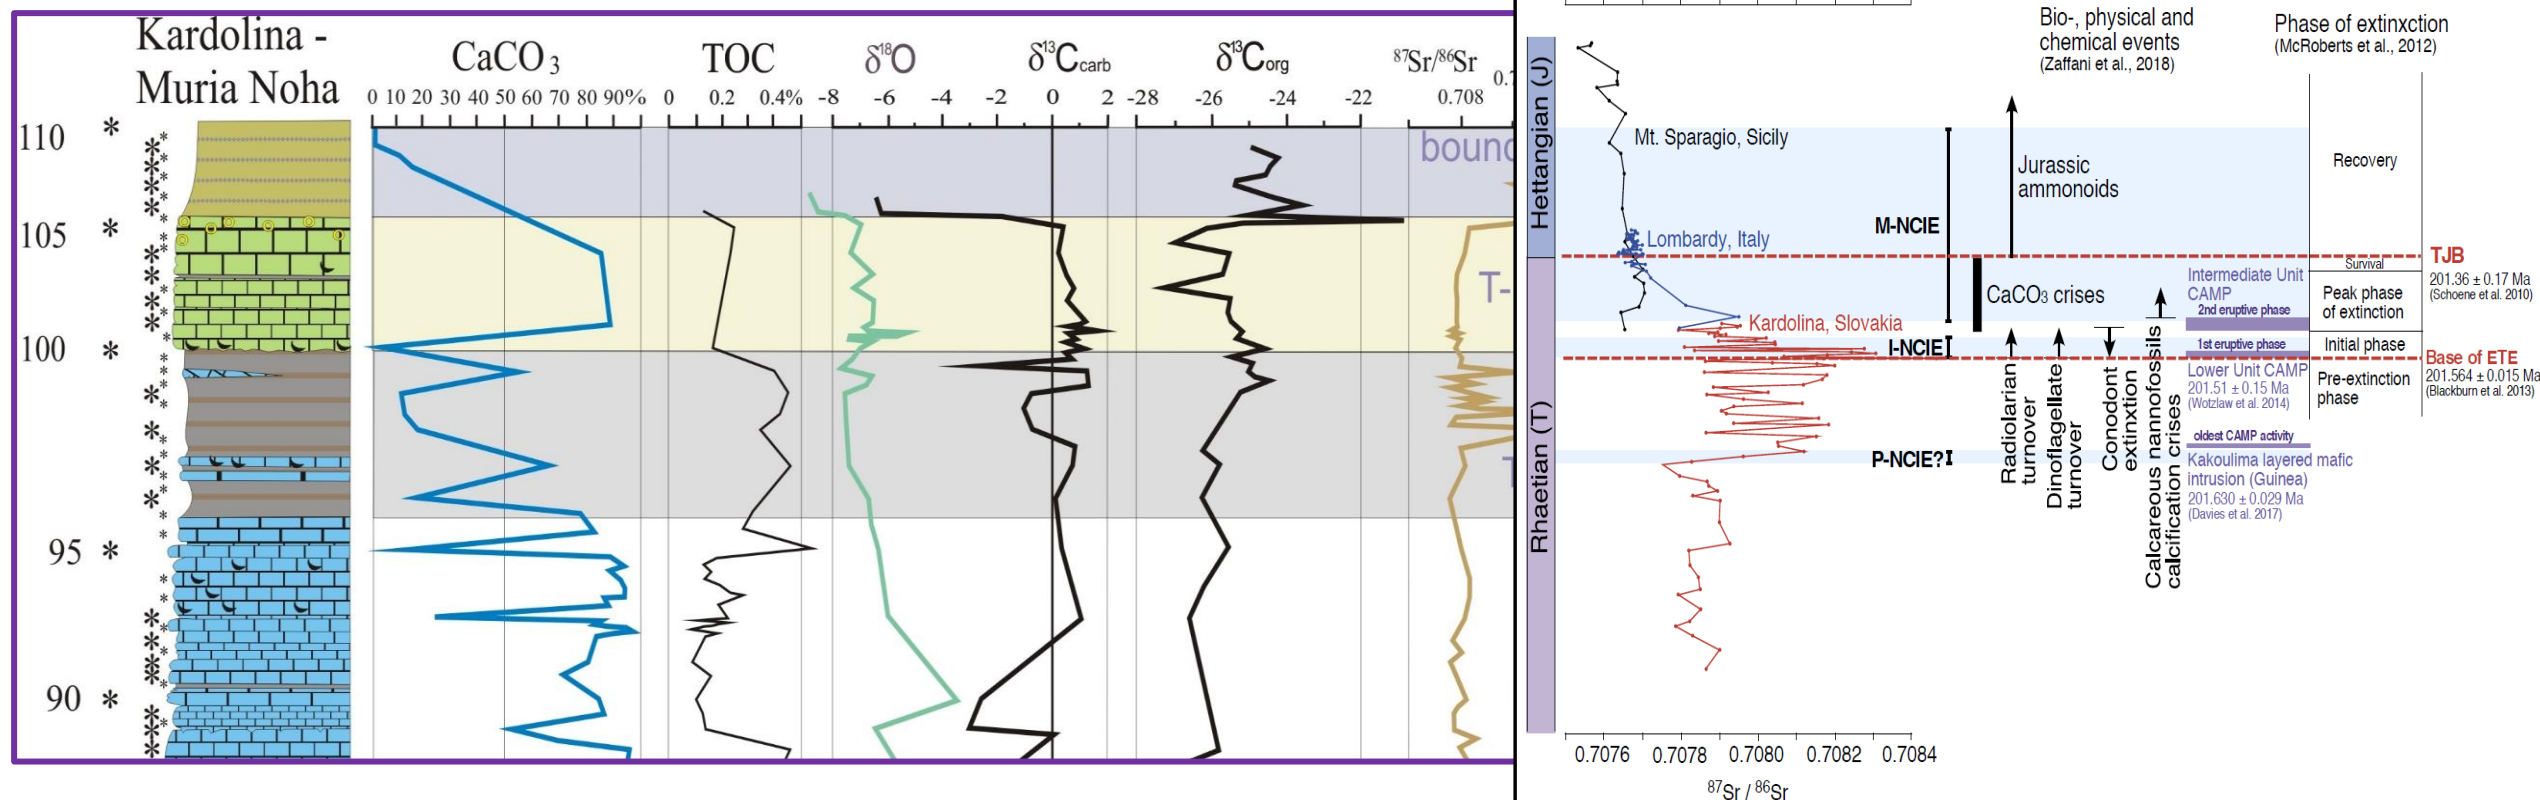 Kardolina -
Muria Noha
CaCO3
0 10 20 30 40 50 60 70 80 90%
TOC
0 0.2 0.4%
δ18O
-8 -6 -4 -2 0 2
δ13Ccarb
δ13Corg
-28 -26 -24 -22
87Sr/86Sr
0.7
0.708
110
105
100
95
90
bound
T-
T
Hettangian (J)
Rhaetian (T)
Bio-, physical and
chemical events
(Zaffani et al., 2018)
Phase of extinxction
(McRoberts et al., 2012)
Mt. Sparagio, Sicily
Lombardy, Italy
Kardolina, Slovakia
M-NCIE
I-NCIE
P-NCIE?
Jurassic
ammonoids
CaCO3 crises
Radiolarian
turnover
Dinoflagellate
turnover
Conodont
extinxtion
Calcareous nannofossils
calcification crises
Intermediate Unit
CAMP
2nd eruptive phase
1st eruptive phase
Lower Unit CAMP
201.51 ± 0.15 Ma
(Wotzlaw et al. 2014)
oldest CAMP activity
Kakoulima layered mafic
intrusion (Guinea)
201.630 ± 0.029 Ma
(Davies et al. 2017)
Recovery
Survival
Peak phase
of extinction
Initial phase
Pre-extinction
phase
TJB
201.36 ± 0.17 Ma
(Schoene et al. 2010)
Base of ETE
201.564 ± 0.015 Ma
(Blackburn et al. 2013)
0.7076 0.7078 0.7080 0.7082 0.7084
87Sr / 86Sr